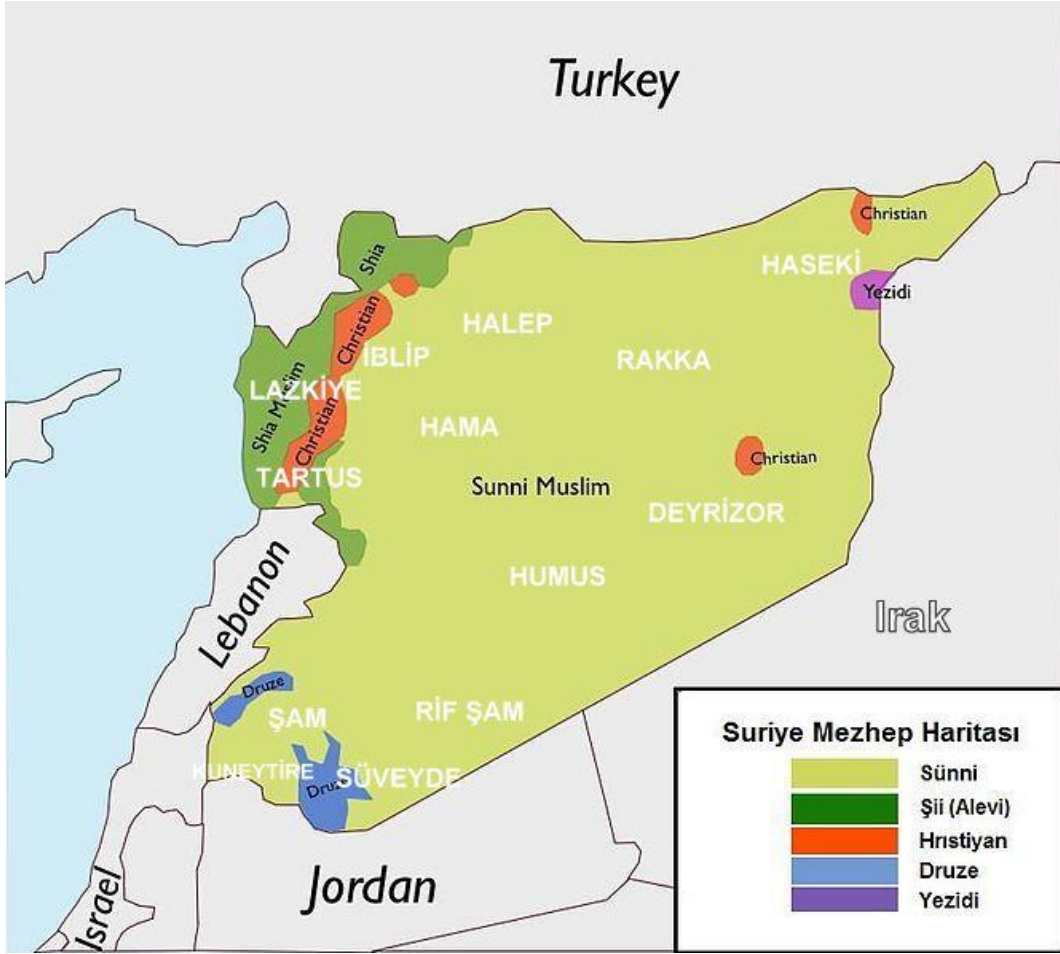 Turkey
Christian
HASEKİ
Shia
Yezidi
HALEP
Christian
İBLİP
RAKKA
LAZKİYE
Shia Muslim
Christian
HAMA
Christian
TARTUS
Sunni Muslim
DEYRİZOR
HUMUS
Lebanon
Irak
Druze
ŞAM
RİF ŞAM
KUNEYTİRE
Druz
SÜVEYDE
Jordan
Israel
Suriye Mezhep Haritası
Sünni
Şii (Alevi)
Hrıstiyan
Druze
Yezidi